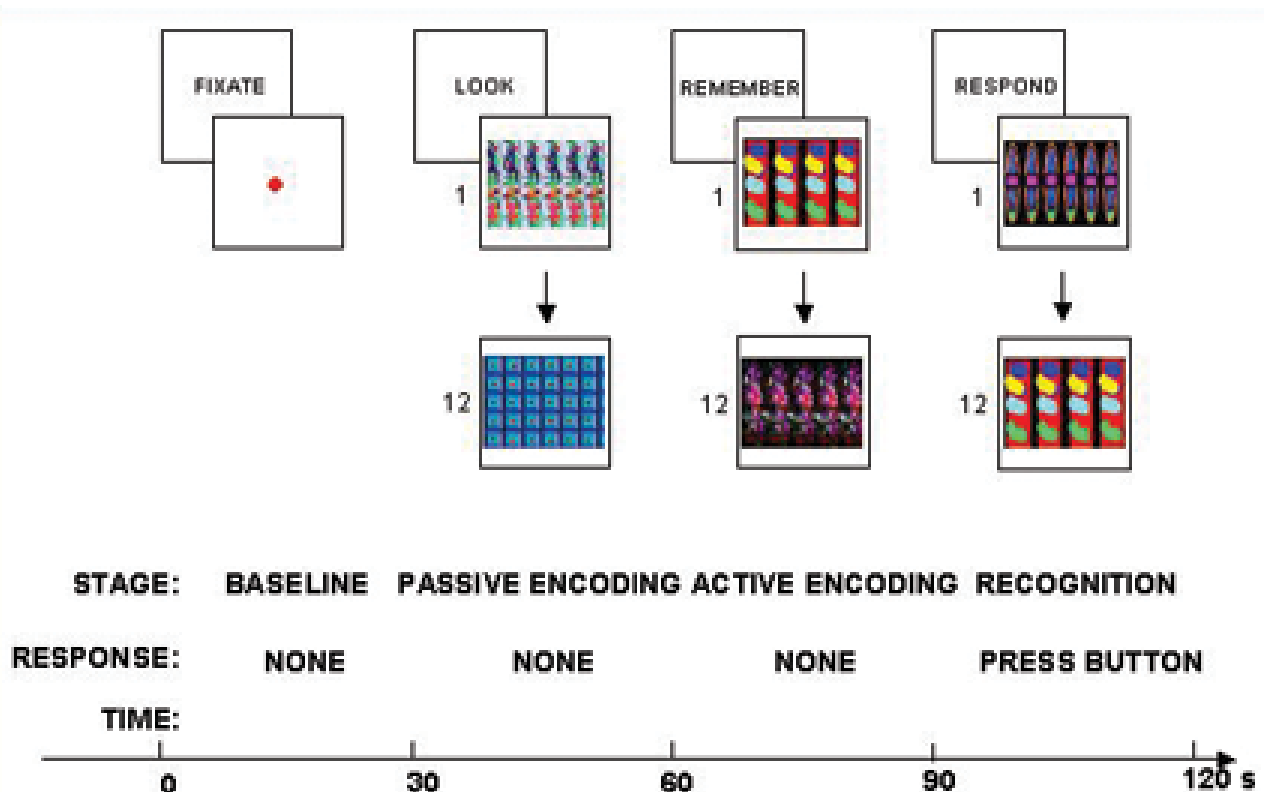 FIXATE LOOK REMEMBER RESPOND
1 1 1
12 12 12
STAGE: BASELINE PASSIVE ENCODING ACTIVE ENCODING RECOGNITION
RESPONSE: NONE NONE NONE PRESS BUTTON
TIME:
0 30 60 90 120 s